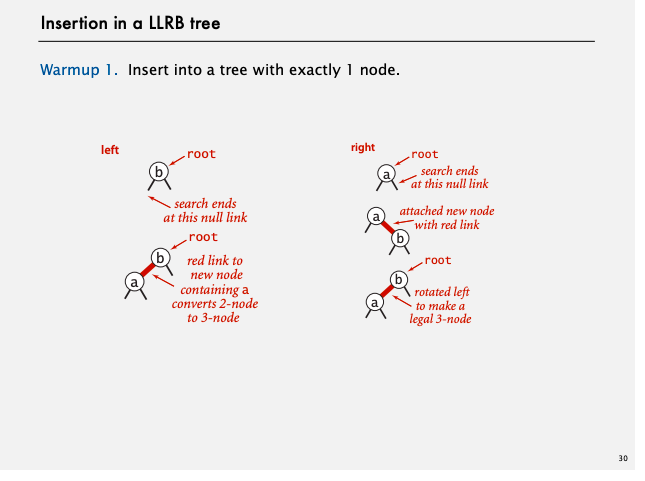 Insertion in a LLRB tree
Warmup 1. Insert into a tree with exactly 1 node.
left
root
b
search ends
at this null link
root
b
a
red link to
new node
containing a
converts 2-node
to 3-node
right
root
a
search ends
at this null link
a
attached new node
with red link
b
root
b
a
rotated left
to make a
legal 3-node
30